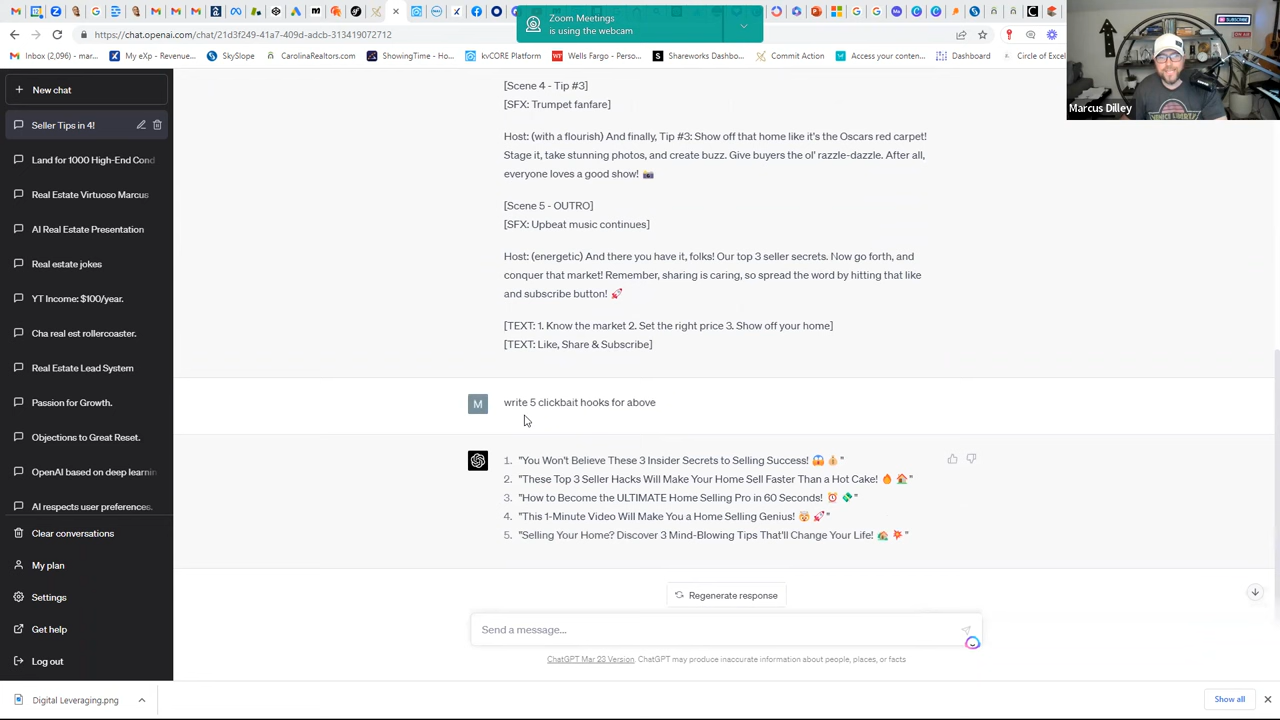 Zoom Meetings
is using the webcam
https://chat.openai.com/chat/21d3f249-41a7-409d-adcb-313419072712
Inbox (2,096) - mar...
My eXp - Revenue...
SkySlope
CarolinaRealtors.com
ShowingTime - Ho...
kvCORE Platform
Wells Fargo - Perso...
Shareworks Dashbo...
Commit Action
Access your conten...
Dashboard
Circle of Excel
Marcus Dilley
SUBSCRIBE
ON AIR
New chat
Seller Tips in 4!
Land for 1000 High-End Cond
Real Estate Virtuoso Marcus
AI Real Estate Presentation
Real estate jokes
YT Income: $100/year.
Cha real est rollercoaster.
Real Estate Lead System
Passion for Growth.
Objections to Great Reset.
OpenAI based on deep learnin
AI respects user preferences.
Clear conversations
My plan
Settings
Get help
Log out
[Scene 4 - Tip #3]
[SFX: Trumpet fanfare]
Host: (with a flourish) And finally, Tip #3: Show off that home like it's the Oscars red carpet!
Stage it, take stunning photos, and create buzz. Give buyers the ol' razzle-dazzle. After all,
everyone loves a good show! 📸
[Scene 5 - OUTRO]
[SFX: Upbeat music continues]
Host: (energetic) And there you have it, folks! Our top 3 seller secrets. Now go forth, and
conquer that market! Remember, sharing is caring, so spread the word by hitting that like
and subscribe button! 🚀
[TEXT: 1. Know the market 2. Set the right price 3. Show off your home]
[TEXT: Like, Share & Subscribe]
M
write 5 clickbait hooks for above
1. "You Won't Believe These 3 Insider Secrets to Selling Success! 😱💰"
2. "These Top 3 Seller Hacks Will Make Your Home Sell Faster Than a Hot Cake! 🔥🏠"
3. "How to Become the ULTIMATE Home Selling Pro in 60 Seconds! ⏰💸"
4. "This 1-Minute Video Will Make You a Home Selling Genius! 🤯🚀"
5. "Selling Your Home? Discover 3 Mind-Blowing Tips That'll Change Your Life! 🏡💥"
Regenerate response
Send a message...
ChatGPT Mar 23 Version. ChatGPT may produce inaccurate information about people, places, or facts
Digital Leveraging.png
Show all